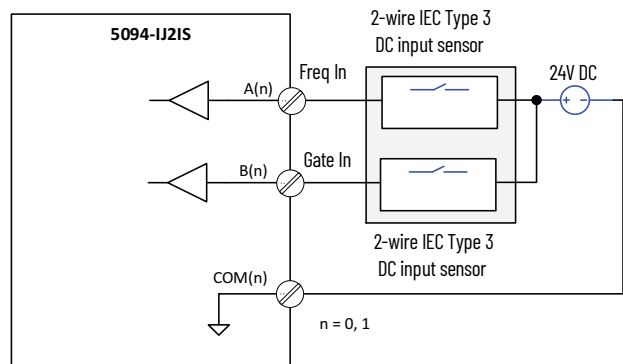 2-wire IEC Type 3
DC input sensor
5094-IJ2IS
24V DC
Freq In
A(n)
+ -
Gate In
B(n)
2-wire IEC Type 3
DC input sensor
COM(n)
n = 0, 1